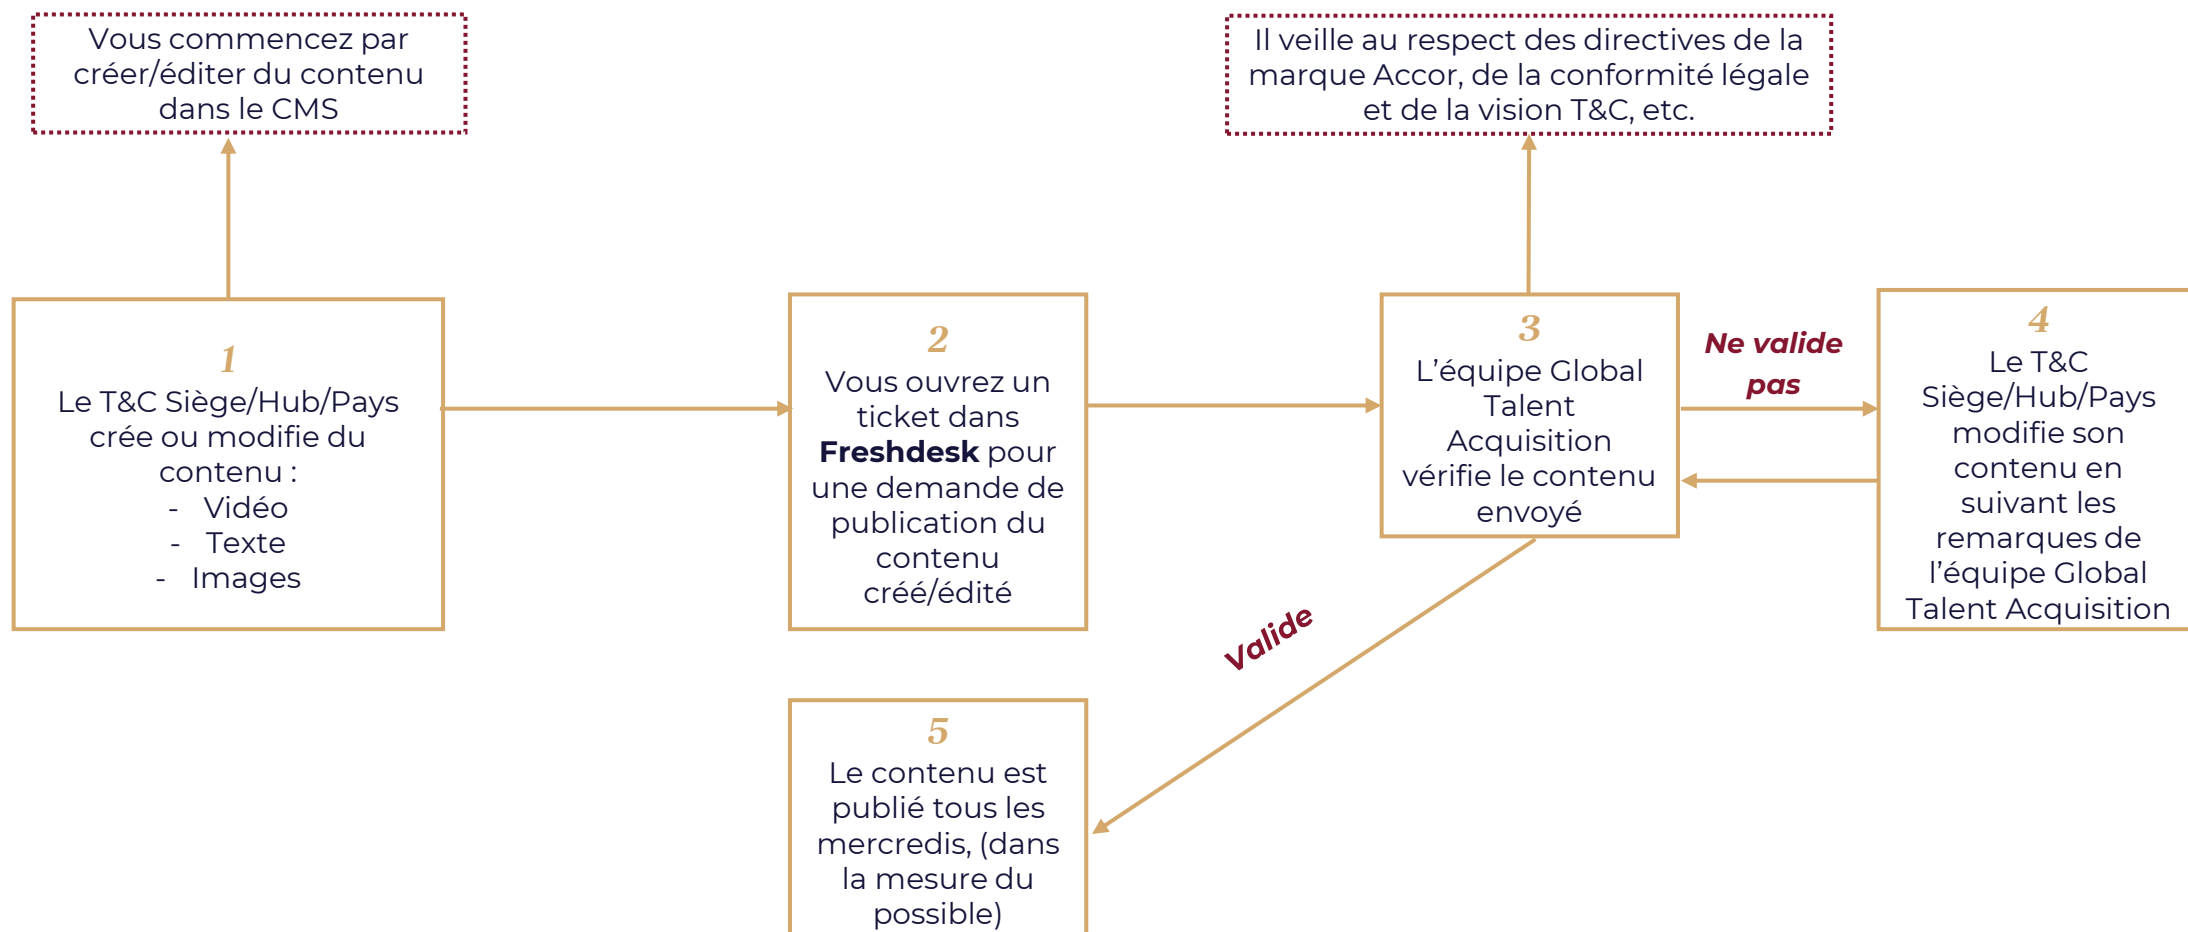 Vous commencez par
créer/éditer du contenu
dans le CMS
Il veille au respect des directives de la
marque Accor, de la conformité légale
et de la vision T&C, etc.
1
Le T&C Siège/Hub/Pays
crée ou modifie du
contenu :
- Vidéo
- Texte
- Images
2
Vous ouvrez un
ticket dans
Freshdesk pour
une demande de
publication du
contenu
créé/édité
3
L’équipe Global
Talent
Acquisition
vérifie le contenu
envoyé
Ne valide
pas
4
Le T&C
Siège/Hub/Pays
modifie son
contenu en
suivant les
remarques de
l’équipe Global
Talent Acquisition
Valide
5
Le contenu est
publié tous les
mercredis, (dans
la mesure du
possible)